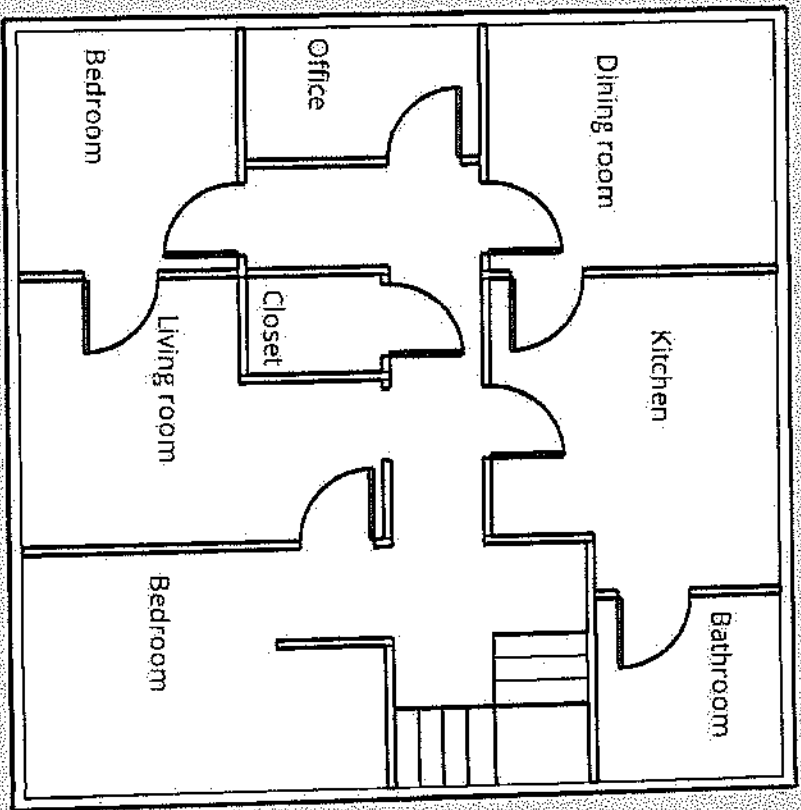 Dining room
Kitchen
Bathroom
Office
Closet
Bedroom
Living room
Bedroom